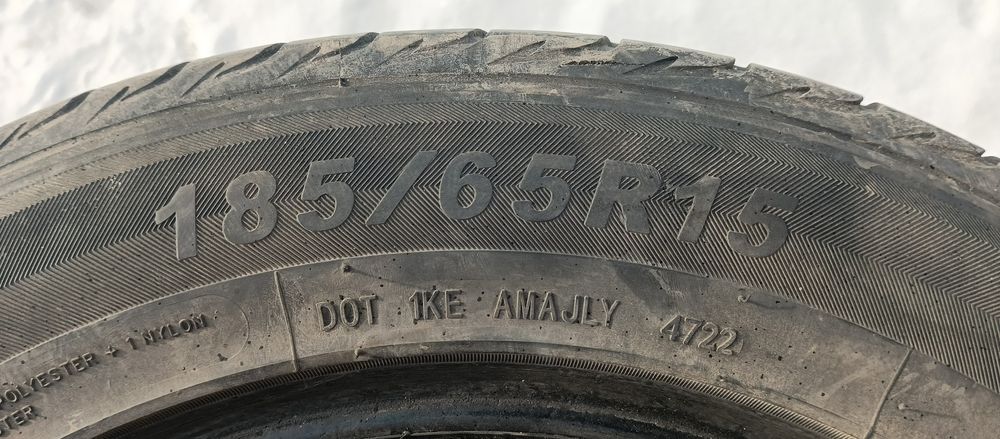 185/65R15
DOT 1KE AMAJLY 4722
POLYESTER + 1 NYLON